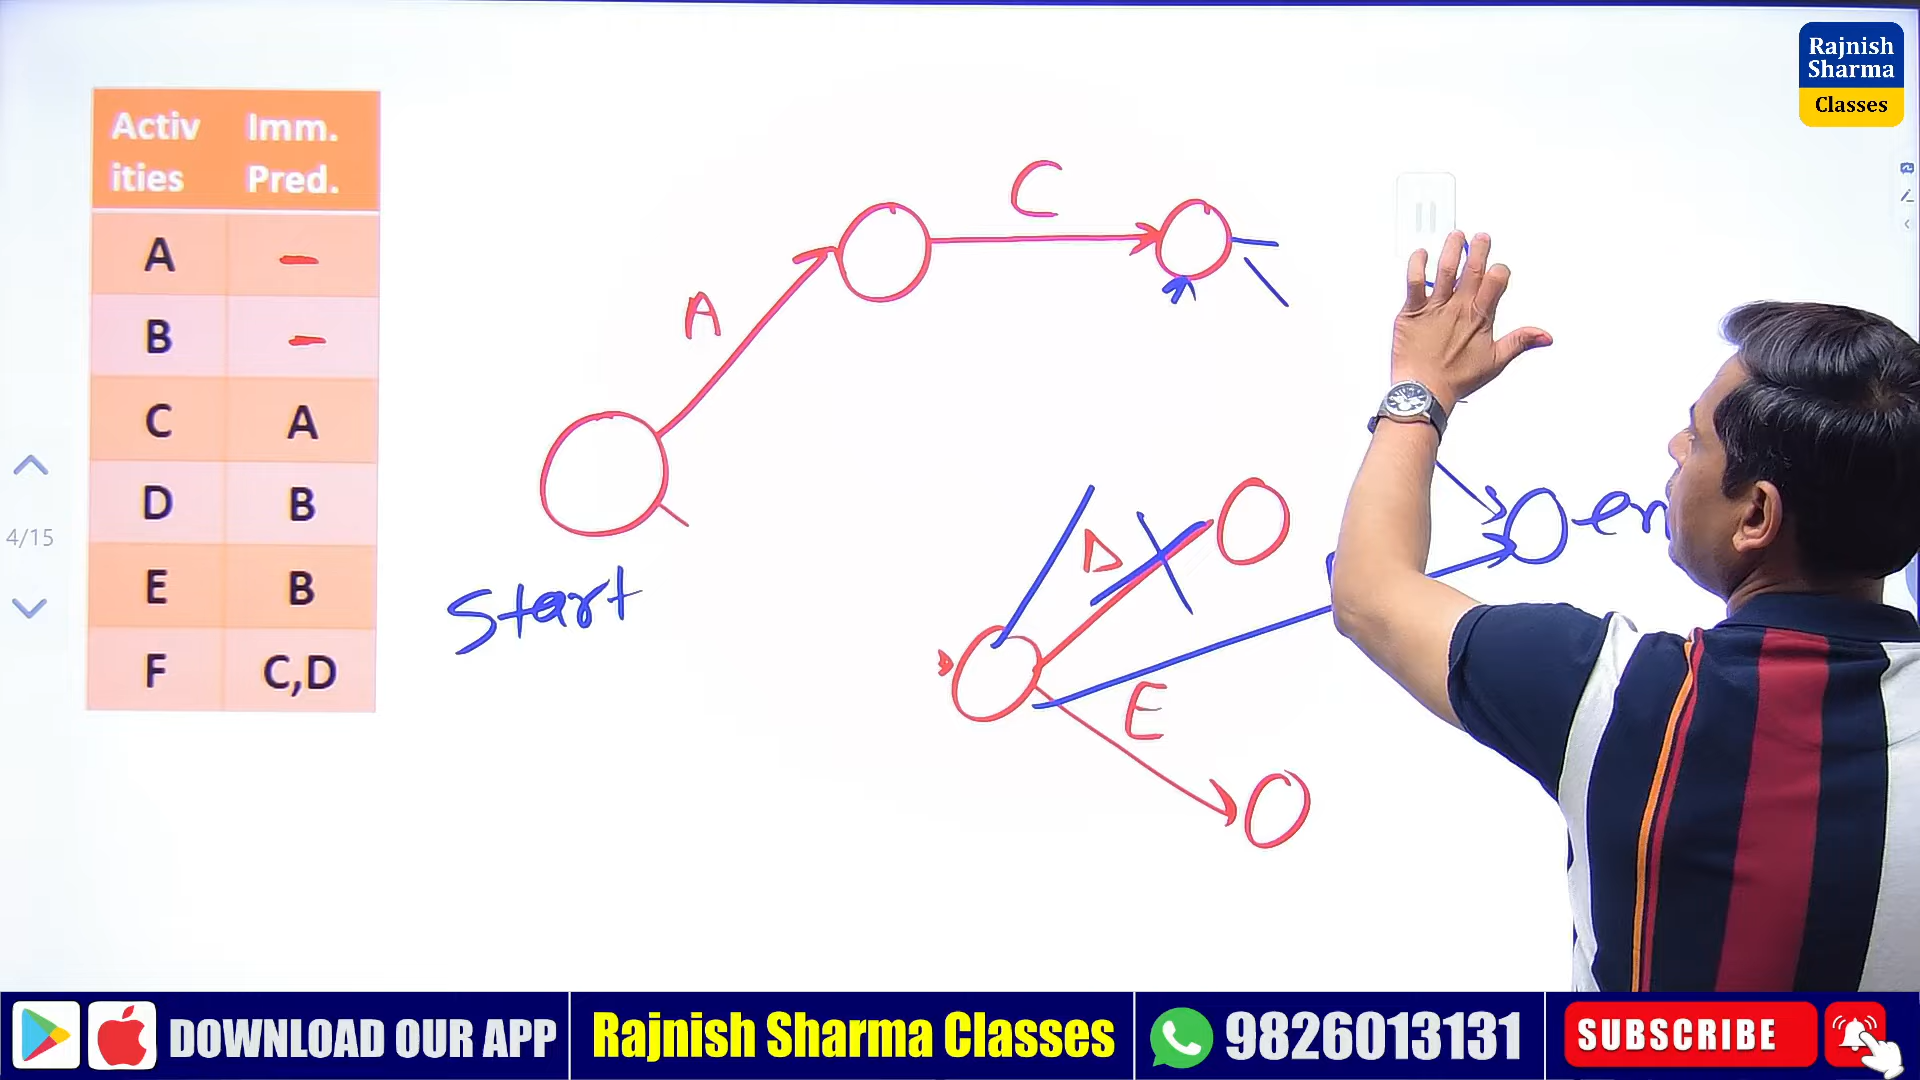 Rajnish
Sharma
Classes
Activ Imm.
ities Pred.
A -
B -
C A
D B
E B
F C,D
C
A
D
E
Start
4/15
DOWNLOAD OUR APP Rajnish Sharma Classes 9826013131 SUBSCRIBE